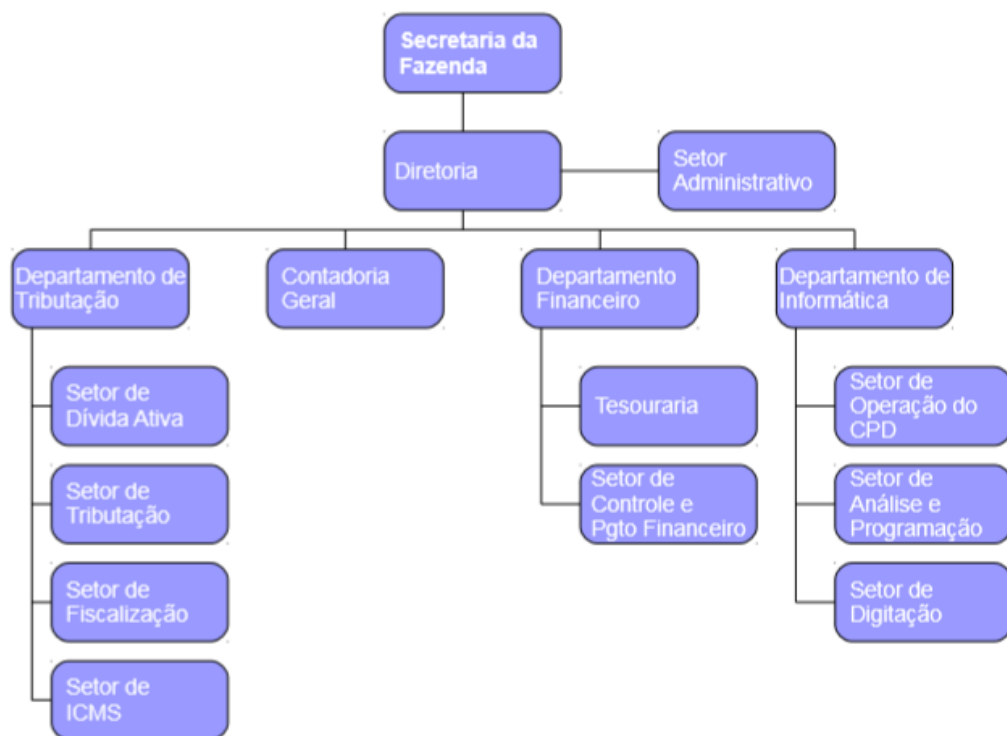 Secretaria da
Fazenda
Diretoria
Setor
Administrativo
Departamento de
Tributação
Contadoria
Geral
Departamento
Financeiro
Departamento de
Informática
Setor de
Dívida Ativa
Tesouraria
Setor de
Operação do
CPD
Setor de
Tributação
Setor de
Controle e
Pgto Financeiro
Setor de
Análise e
Programação
Setor de
Fiscalização
Setor de
Digitação
Setor de
ICMS